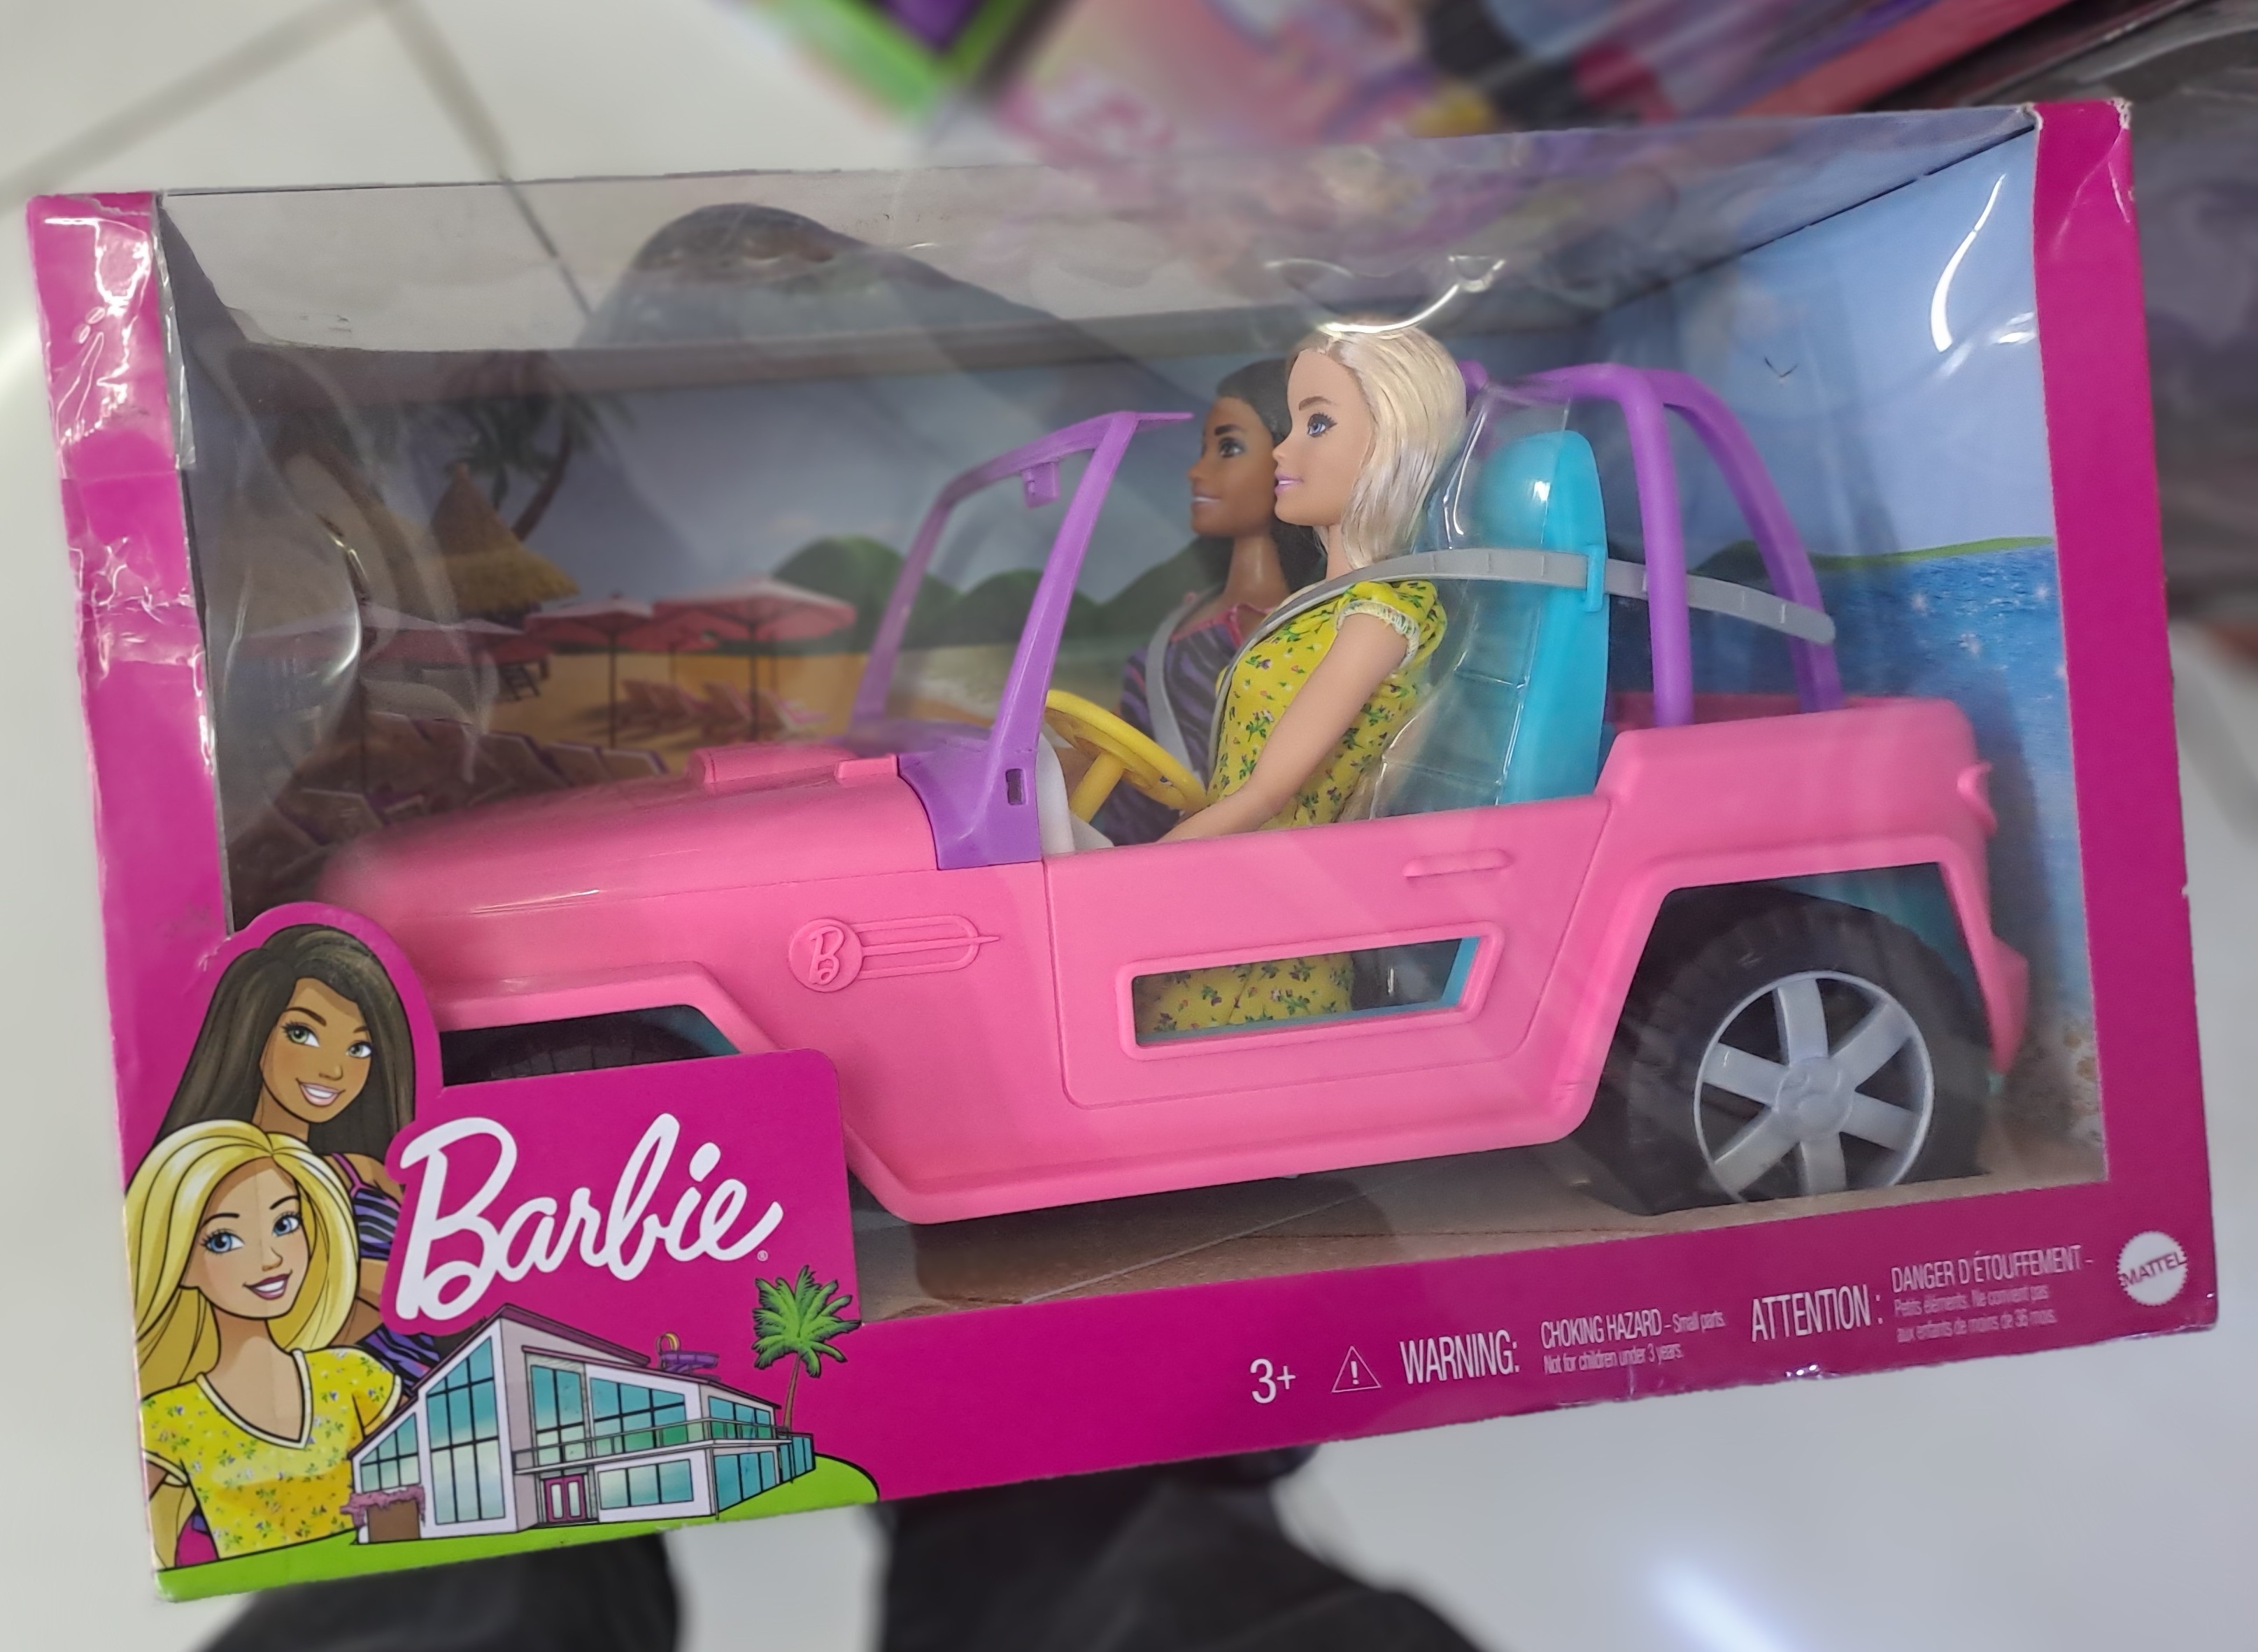 B
Barbie®
3+
WARNING:
CHOKING HAZARD – Small parts.
Not for children under 3 years.
ATTENTION :
DANGER D'ÉTOUFFEMENT –
Petits éléments. Ne convient pas
aux enfants de moins de 36 mois.
MATTEL